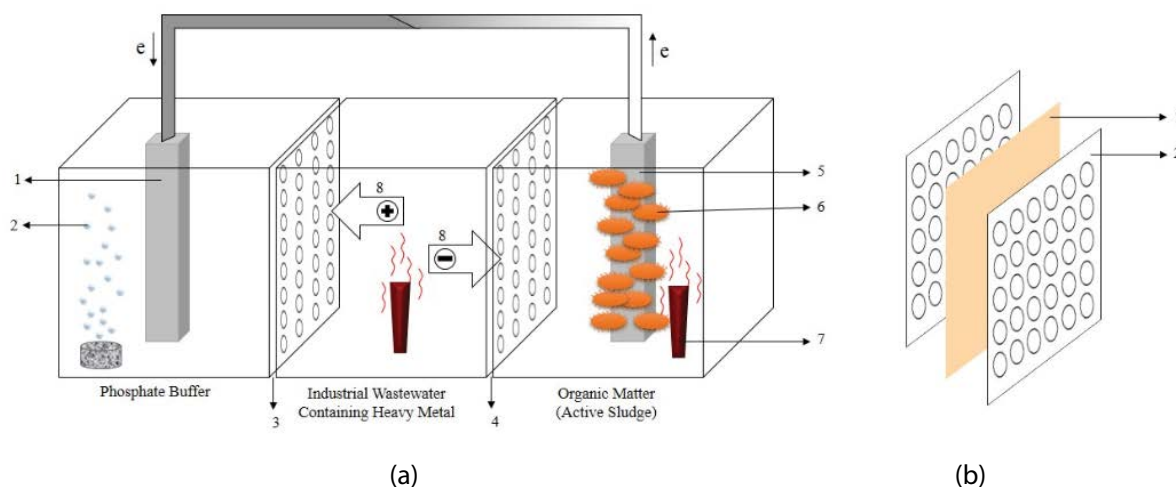 e
e
1
2
8
8
5
6
7
Phosphate Buffer
Industrial Wastewater
Containing Heavy Metal
Organic Matter
(Active Sludge)
3
4
(a)
(b)